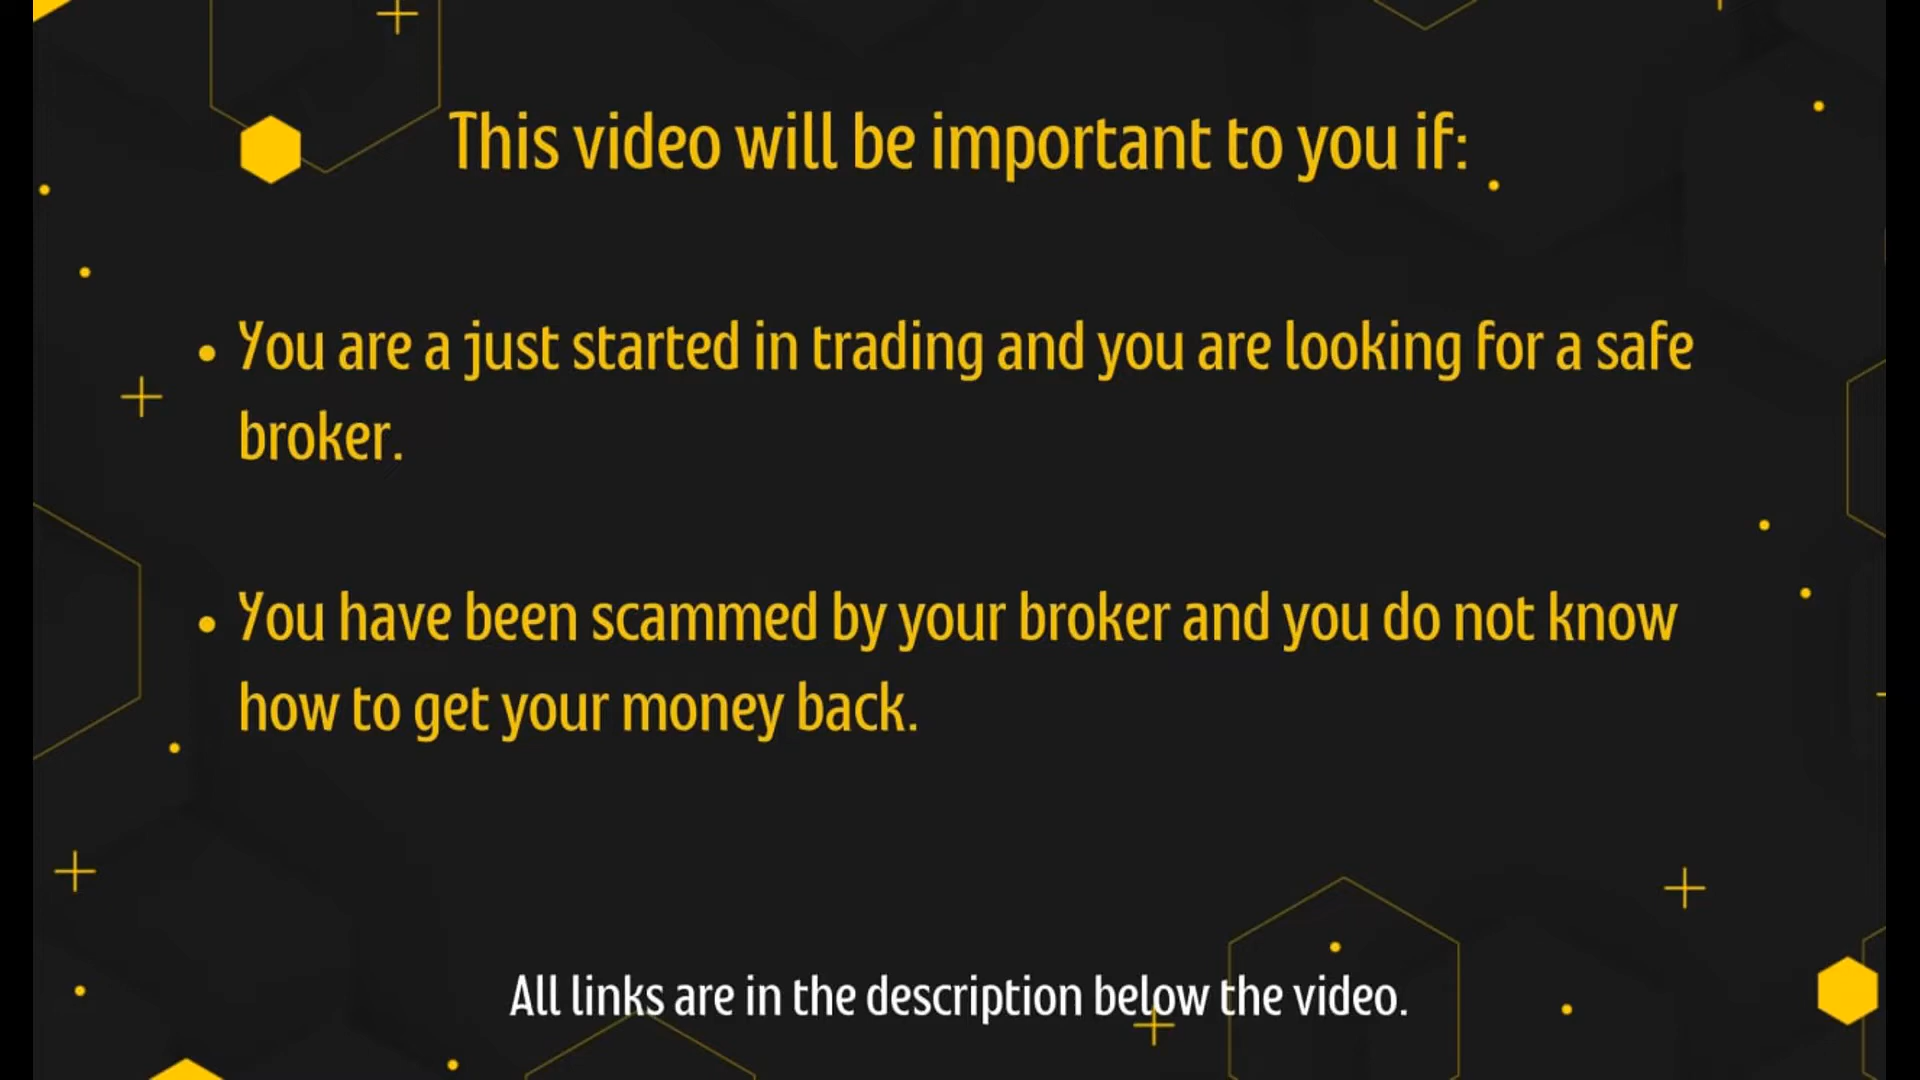 This video will be important to you if:
• You are a just started in trading and you are looking for a safe
broker.
• You have been scammed by your broker and you do not know
how to get your money back.
All links are in the description below the video.